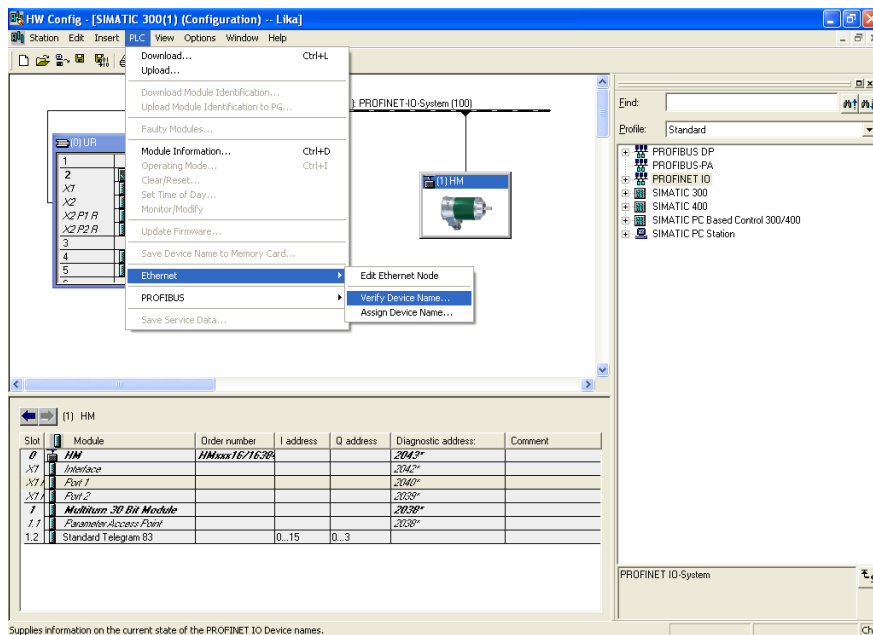 HW Config - [SIMATIC 300(1) (Configuration) -- Lika]
Station Edit Insert PLC View Options Window Help
Download... Ctrl+L
Upload...
Download Module Identification...
Upload Module Identification to PG...
Faulty Modules...
Module Information... Ctrl+D
Operating Mode... Ctrl+I
Clear/Reset...
Set Time of Day...
Monitor/Modify
Update Firmware...
Save Device Name to Memory Card...
Ethernet
PROFIBUS
Save Service Data...
Edit Ethernet Node
Verify Device Name...
Assign Device Name...
(0) UR
1
2
X1
X2
X2 P1 R
X2 P2 R
3
4
5
): PROFINET-IO-System (100)
(1) HM
Find:
Profile: Standard
PROFIBUS DP
PROFIBUS-PA
PROFINET IO
SIMATIC 300
SIMATIC 400
SIMATIC PC Based Control 300/400
SIMATIC PC Station
PROFINET IO-System
(1) HM
Slot Module Order number I address Q address Diagnostic address: Comment
0 HM HMxxx16/16384 2043*
X1 Interface 2042*
X1 Port 1 2040*
X1 Port 2 2039*
1 Multiturn 30 Bit Module 2038*
1.1 Parameter Access Point 2038*
1.2 Standard Telegram 83 0...15 0...3
Supplies information on the current state of the PROFINET IO Device names. Ch